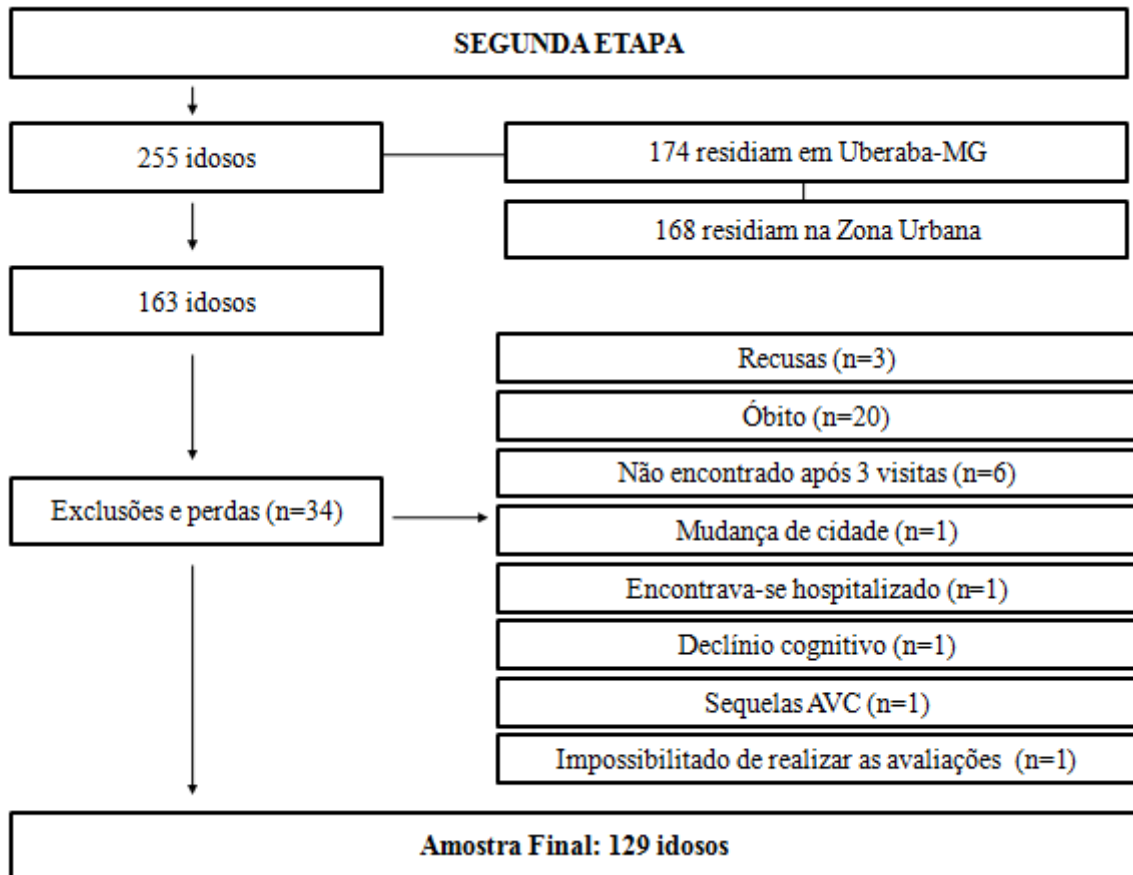 SEGUNDA ETAPA
255 idosos
174 residiam em Uberaba-MG
168 residiam na Zona Urbana
163 idosos
Exclusões e perdas (n=34)
Recusas (n=3)
Óbito (n=20)
Não encontrado após 3 visitas (n=6)
Mudança de cidade (n=1)
Encontrava-se hospitalizado (n=1)
Declínio cognitivo (n=1)
Sequelas AVC (n=1)
Impossibilitado de realizar as avaliações (n=1)
Amostra Final: 129 idosos